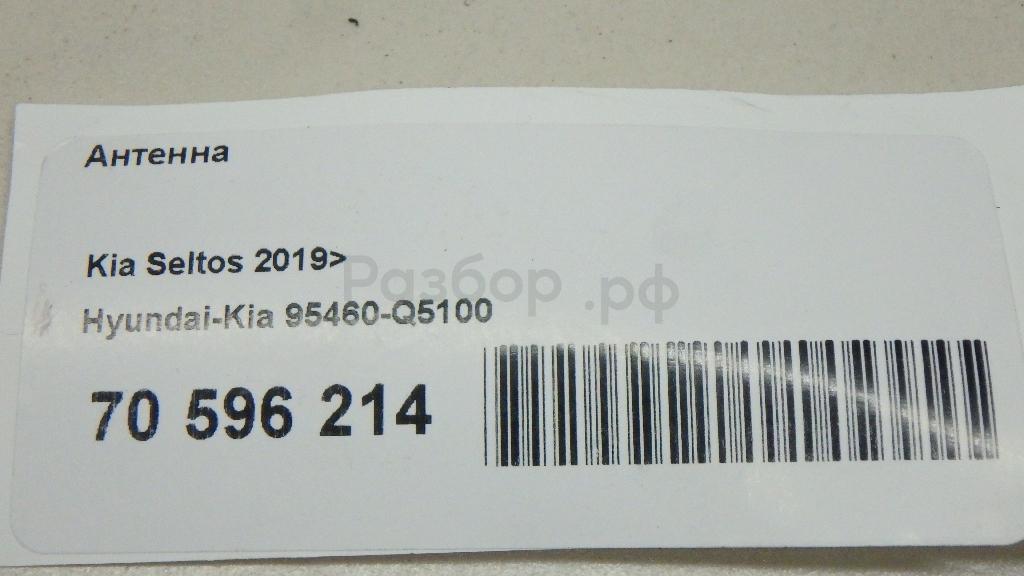 Антенна
Kia Seltos 2019>
Разбор.рф
Hyundai-Kia 95460-Q5100
70 596 214